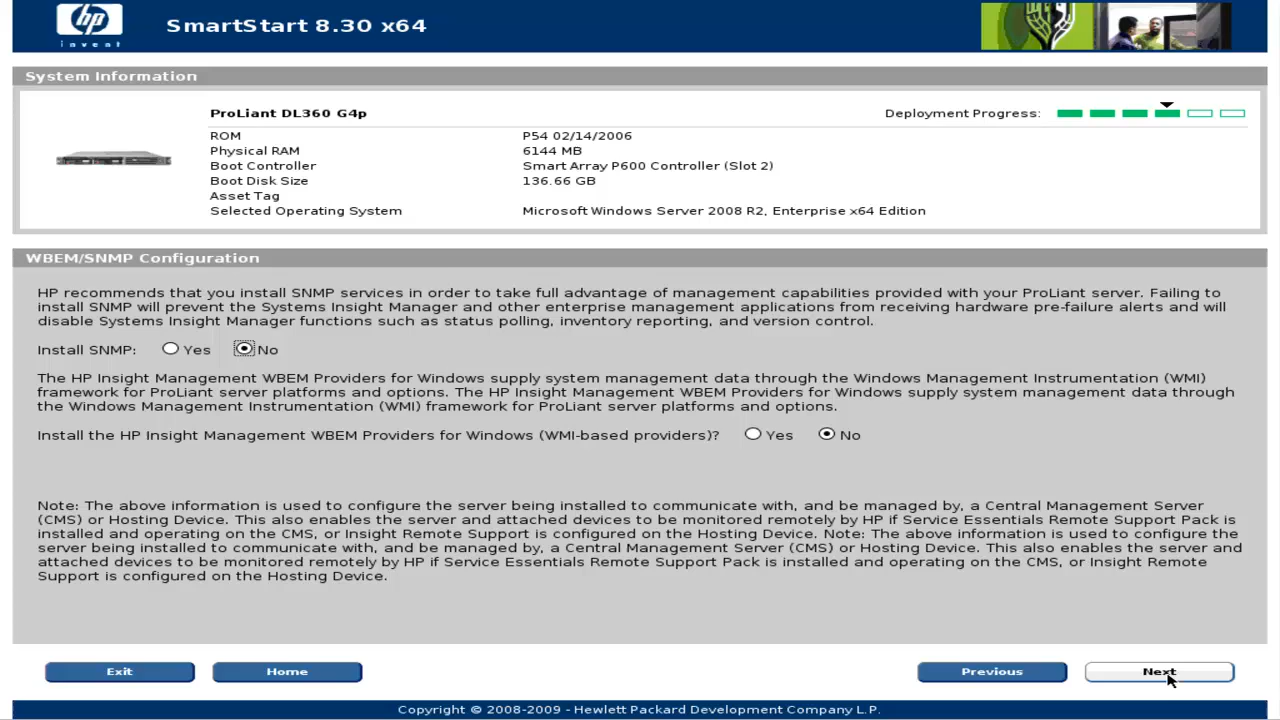 hp
invent
SmartStart 8.30 x64
System Information
ProLiant DL360 G4p
Deployment Progress:
ROM P54 02/14/2006
Physical RAM 6144 MB
Boot Controller Smart Array P600 Controller (Slot 2)
Boot Disk Size 136.66 GB
Asset Tag
Selected Operating System Microsoft Windows Server 2008 R2, Enterprise x64 Edition
WBEM/SNMP Configuration
HP recommends that you install SNMP services in order to take full advantage of management capabilities provided with your ProLiant server. Failing to
install SNMP will prevent the Systems Insight Manager and other enterprise management applications from receiving hardware pre-failure alerts and will
disable Systems Insight Manager functions such as status polling, inventory reporting, and version control.
Install SNMP: Yes No
The HP Insight Management WBEM Providers for Windows supply system management data through the Windows Management Instrumentation (WMI)
framework for ProLiant server platforms and options. The HP Insight Management WBEM Providers for Windows supply system management data through
the Windows Management Instrumentation (WMI) framework for ProLiant server platforms and options.
Install the HP Insight Management WBEM Providers for Windows (WMI-based providers)? Yes No
Note: The above information is used to configure the server being installed to communicate with, and be managed by, a Central Management Server
(CMS) or Hosting Device. This also enables the server and attached devices to be monitored remotely by HP if Service Essentials Remote Support Pack is
installed and operating on the CMS, or Insight Remote Support is configured on the Hosting Device. Note: The above information is used to configure the
server being installed to communicate with, and be managed by, a Central Management Server (CMS) or Hosting Device. This also enables the server and
attached devices to be monitored remotely by HP if Service Essentials Remote Support Pack is installed and operating on the CMS, or Insight Remote
Support is configured on the Hosting Device.
Exit Home Previous Next
Copyright © 2008-2009 - Hewlett Packard Development Company L.P.